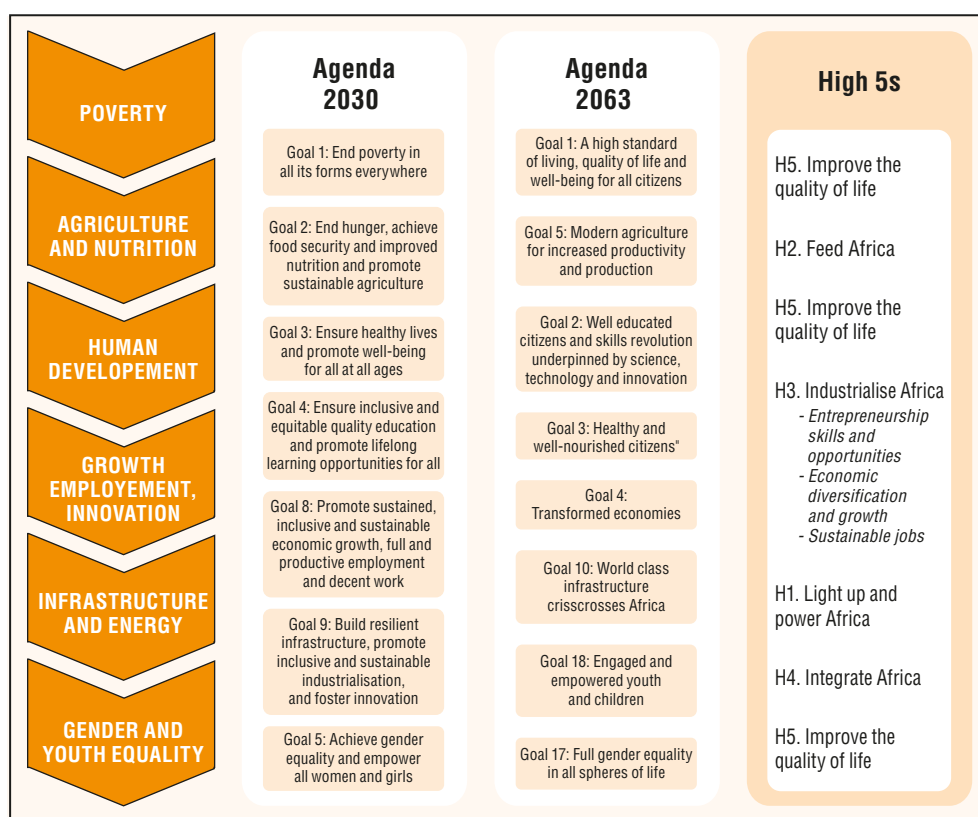 POVERTY
AGRICULTURE
AND NUTRITION
HUMAN
DEVELOPEMENT
GROWTH
EMPLOYEMENT,
INNOVATION
INFRASTRUCTURE
AND ENERGY
GENDER AND
YOUTH EQUALITY
Agenda
2030
Goal 1: End poverty in
all its forms everywhere
Goal 2: End hunger, achieve
food security and improved
nutrition and promote
sustainable agriculture
Goal 3: Ensure healthy lives
and promote well-being
for all at all ages
Goal 4: Ensure inclusive and
equitable quality education
and promote lifelong
learning opportunities for all
Goal 8: Promote sustained,
inclusive and sustainable
economic growth, full and
productive employment
and decent work
Goal 9: Build resilient
infrastructure, promote
inclusive and sustainable
industrialisation,
and foster innovation
Goal 5: Achieve gender
equality and empower
all women and girls
Agenda
2063
Goal 1: A high standard
of living, quality of life and
well-being for all citizens
Goal 5: Modern agriculture
for increased productivity
and production
Goal 2: Well educated
citizens and skills revolution
underpinned by science,
technology and innovation
Goal 3: Healthy and
well-nourished citizens"
Goal 4:
Transformed economies
Goal 10: World class
infrastructure
crisscrosses Africa
Goal 18: Engaged and
empowered youth
and children
Goal 17: Full gender equality
in all spheres of life
High 5s
H5. Improve the
quality of life
H2. Feed Africa
H5. Improve the
quality of life
H3. Industrialise Africa
- Entrepreneurship
skills and
opportunities
- Economic
diversification
and growth
- Sustainable jobs
H1. Light up and
power Africa
H4. Integrate Africa
H5. Improve the
quality of life